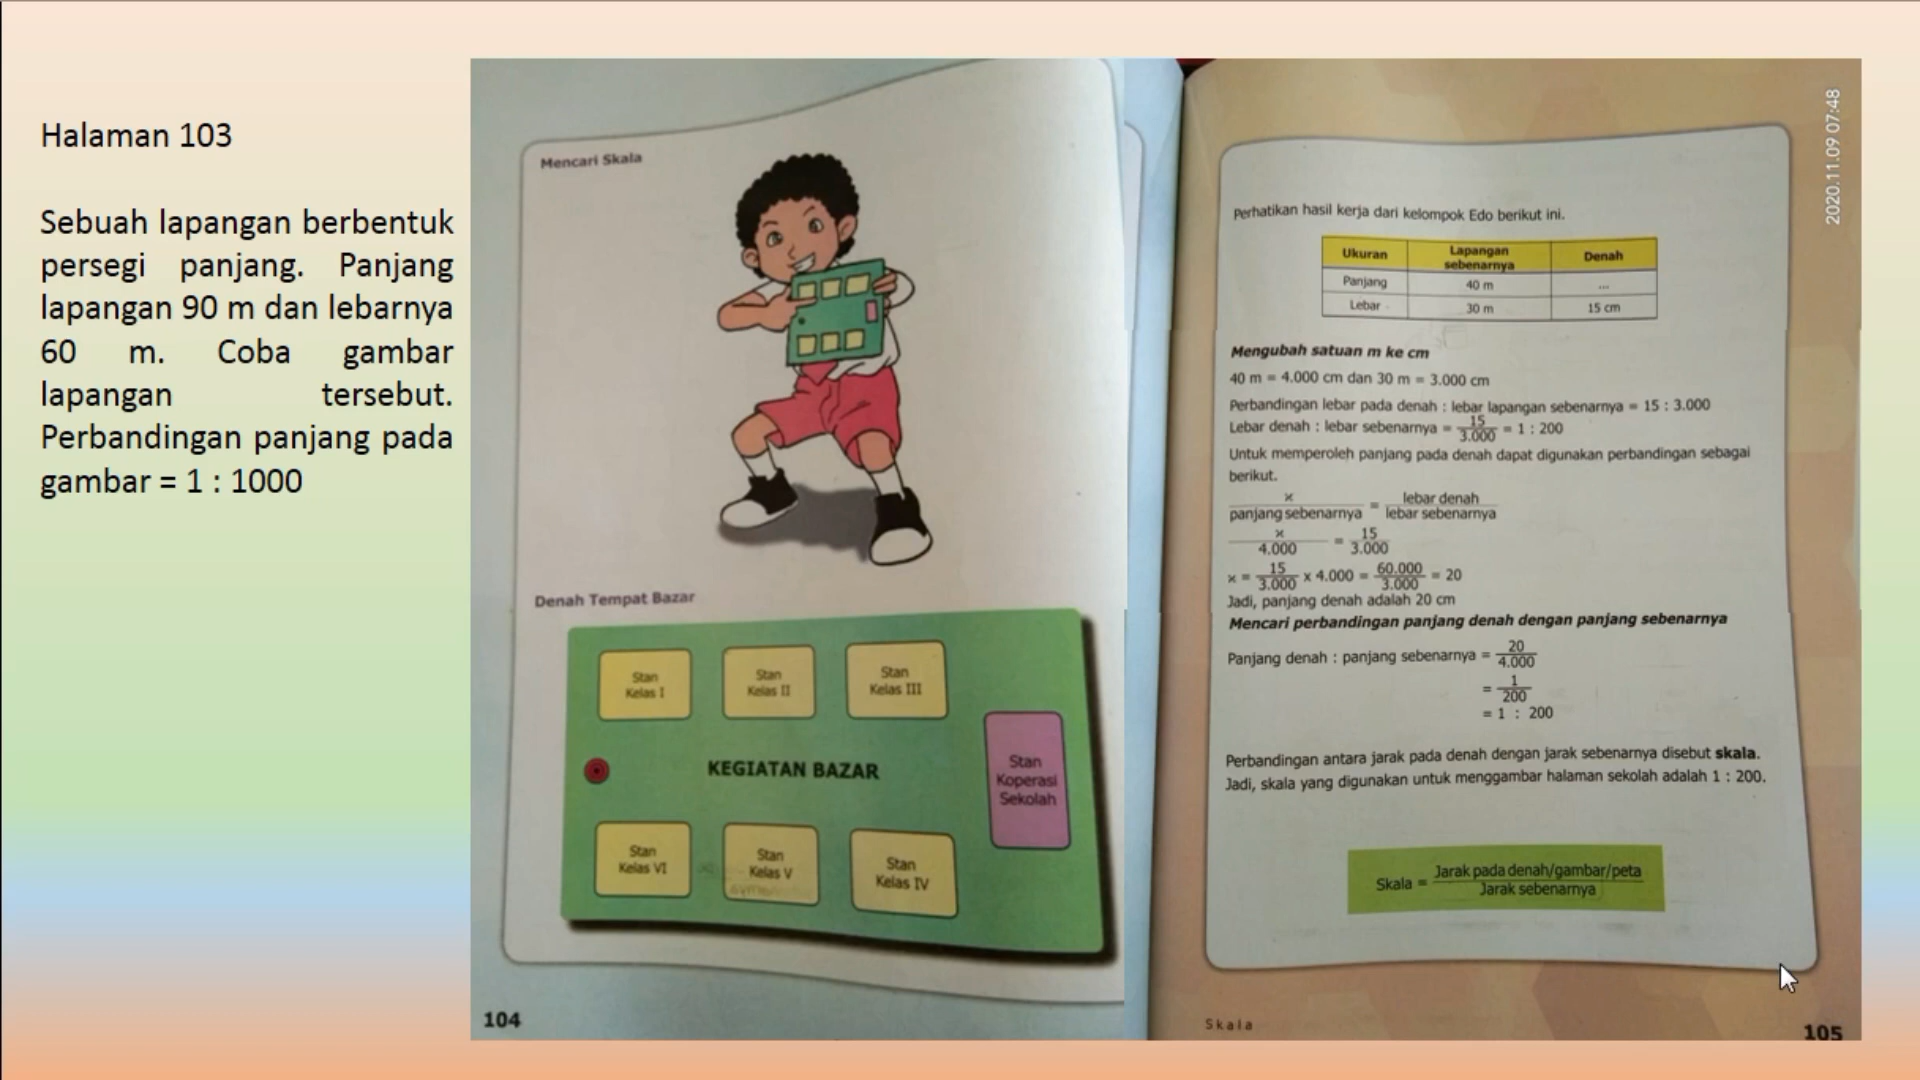 Halaman 103
Sebuah lapangan berbentuk
persegi panjang. Panjang
lapangan 90 m dan lebarnya
60 m. Coba gambar
lapangan tersebut.
Perbandingan panjang pada
gambar = 1 : 1000
Mencari Skala
Denah Tempat Bazar
Stan
Kelas I
Stan
Kelas II
Stan
Kelas III
KEGIATAN BAZAR
Stan
Koperasi
Sekolah
Stan
Kelas VI
Stan
Kelas V
Stan
Kelas IV
104
2020.11.09 07:48
Perhatikan hasil kerja dari kelompok Edo berikut ini.
Ukuran Lapangan sebenarnya Denah
Panjang 40 m ...
Lebar 30 m 15 cm
Mengubah satuan m ke cm
40 m = 4.000 cm dan 30 m = 3.000 cm
Perbandingan lebar pada denah : lebar lapangan sebenarnya = 15 : 3.000
Lebar denah : lebar sebenarnya = 15/3.000 = 1 : 200
Untuk memperoleh panjang pada denah dapat digunakan perbandingan sebagai
berikut.
x/panjang sebenarnya = lebar denah/lebar sebenarnya
x/4.000 = 15/3.000
x = 15/3.000 x 4.000 = 60.000/3.000 = 20
Jadi, panjang denah adalah 20 cm
Mencari perbandingan panjang denah dengan panjang sebenarnya
Panjang denah : panjang sebenarnya = 20/4.000
= 1/200
= 1 : 200
Perbandingan antara jarak pada denah dengan jarak sebenarnya disebut skala.
Jadi, skala yang digunakan untuk menggambar halaman sekolah adalah 1 : 200.
Skala = Jarak pada denah/gambar/peta
Jarak sebenarnya
Skala
105